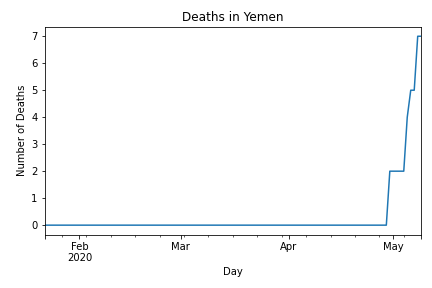 Deaths in Yemen
Number of Deaths
7
6
5
4
3
2
1
0
Feb
2020
Mar
Apr
May
Day